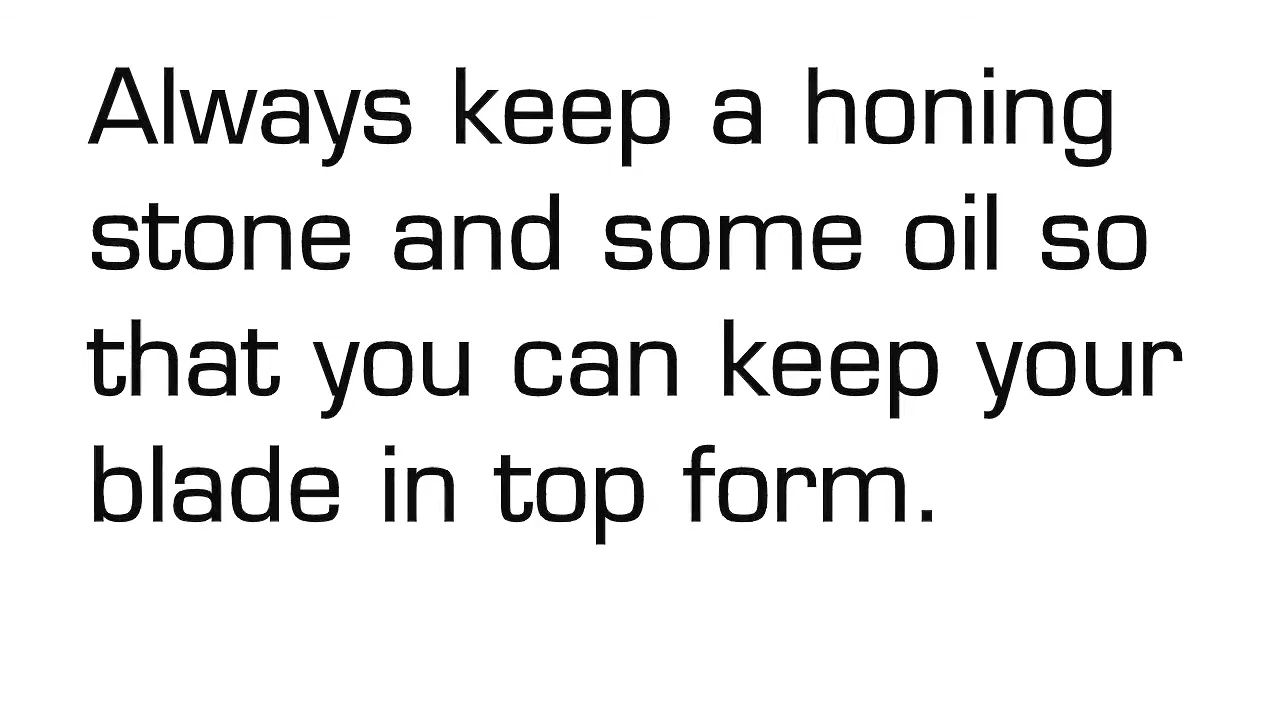 Always keep a honing
stone and some oil so
that you can keep your
blade in top form.